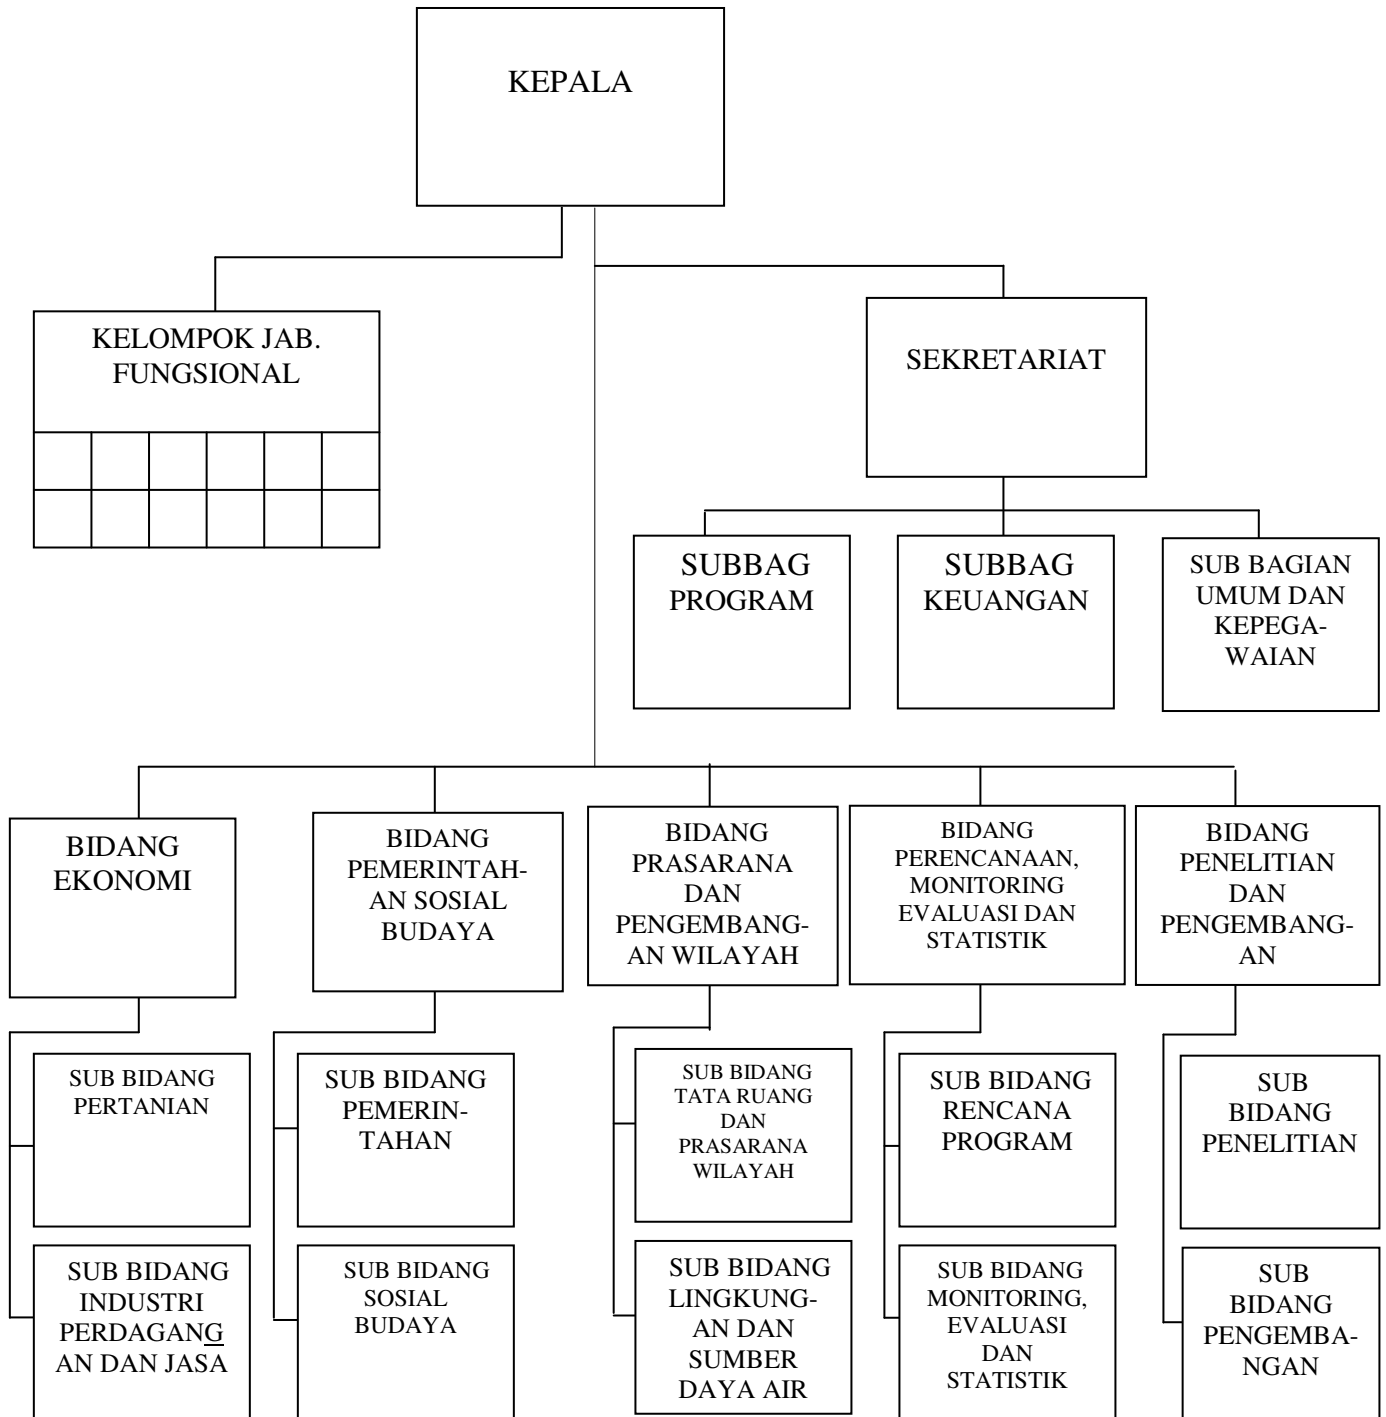 KEPALA
KELOMPOK JAB.
FUNGSIONAL
SEKRETARIAT
SUBBAG
PROGRAM
SUBBAG
KEUANGAN
SUB BAGIAN
UMUM DAN
KEPEGA-
WAIAN
BIDANG
EKONOMI
BIDANG
PEMERINTAH-
AN SOSIAL
BUDAYA
BIDANG
PRASARANA
DAN
PENGEMBANG-
AN WILAYAH
BIDANG
PERENCANAAN,
MONITORING
EVALUASI DAN
STATISTIK
BIDANG
PENELITIAN
DAN
PENGEMBANG-
AN
SUB BIDANG
PERTANIAN
SUB BIDANG
PEMERIN-
TAHAN
SUB BIDANG
TATA RUANG
DAN
PRASARANA
WILAYAH
SUB BIDANG
RENCANA
PROGRAM
SUB
BIDANG
PENELITIAN
SUB BIDANG
INDUSTRI
PERDAGANG
AN DAN JASA
SUB BIDANG
SOSIAL
BUDAYA
SUB BIDANG
LINGKUNG-
AN DAN
SUMBER
DAYA AIR
SUB BIDANG
MONITORING,
EVALUASI
DAN
STATISTIK
SUB
BIDANG
PENGEMBA-
NGAN